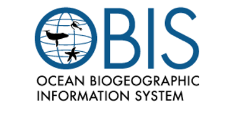 OBIS
OCEAN BIOGEOGRAPHIC
INFORMATION SYSTEM